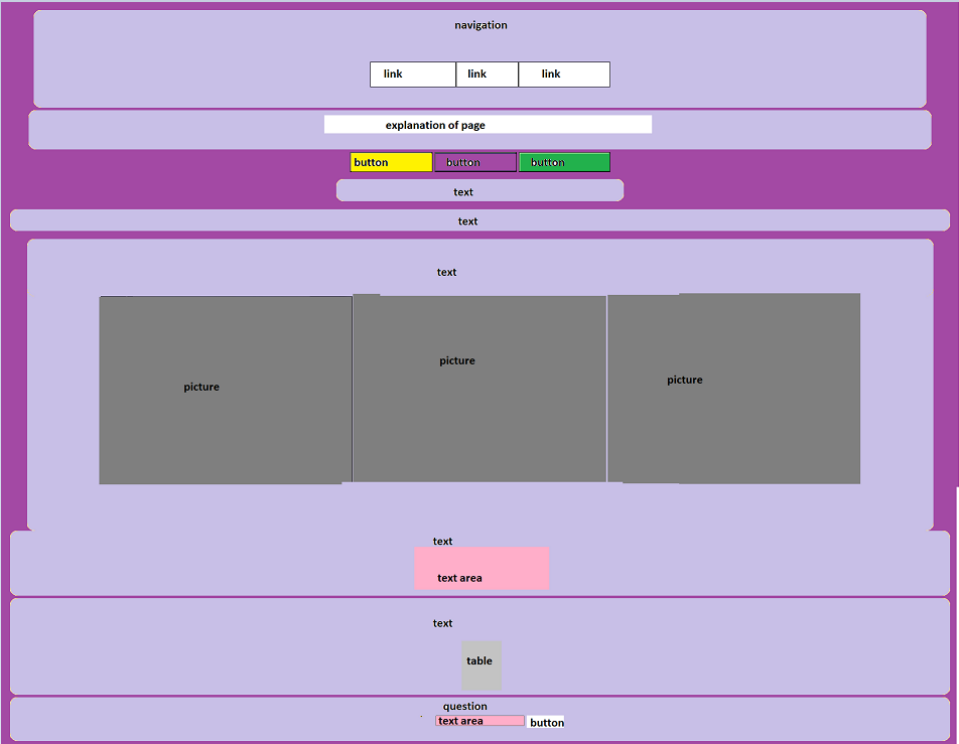 navigation
link link link
explanation of page
button button button
text
text
text
picture
picture
picture
text
text area
text
table
question
text area button